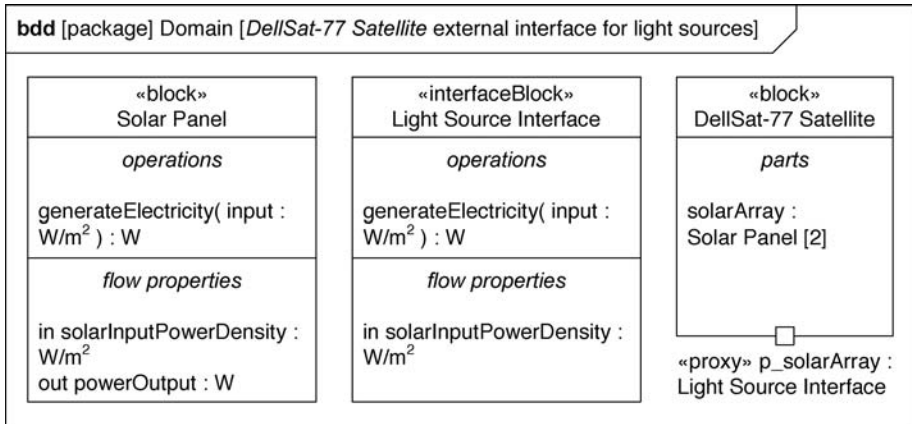 bdd [package] Domain [DellSat-77 Satellite external interface for light sources]
«block»
Solar Panel
operations
generateElectricity( input :
W/m² ) : W
flow properties
in solarInputPowerDensity :
W/m²
out powerOutput : W
«interfaceBlock»
Light Source Interface
operations
generateElectricity( input :
W/m² ) : W
flow properties
in solarInputPowerDensity :
W/m²
«block»
DellSat-77 Satellite
parts
solarArray :
Solar Panel [2]
«proxy» p_solarArray :
Light Source Interface